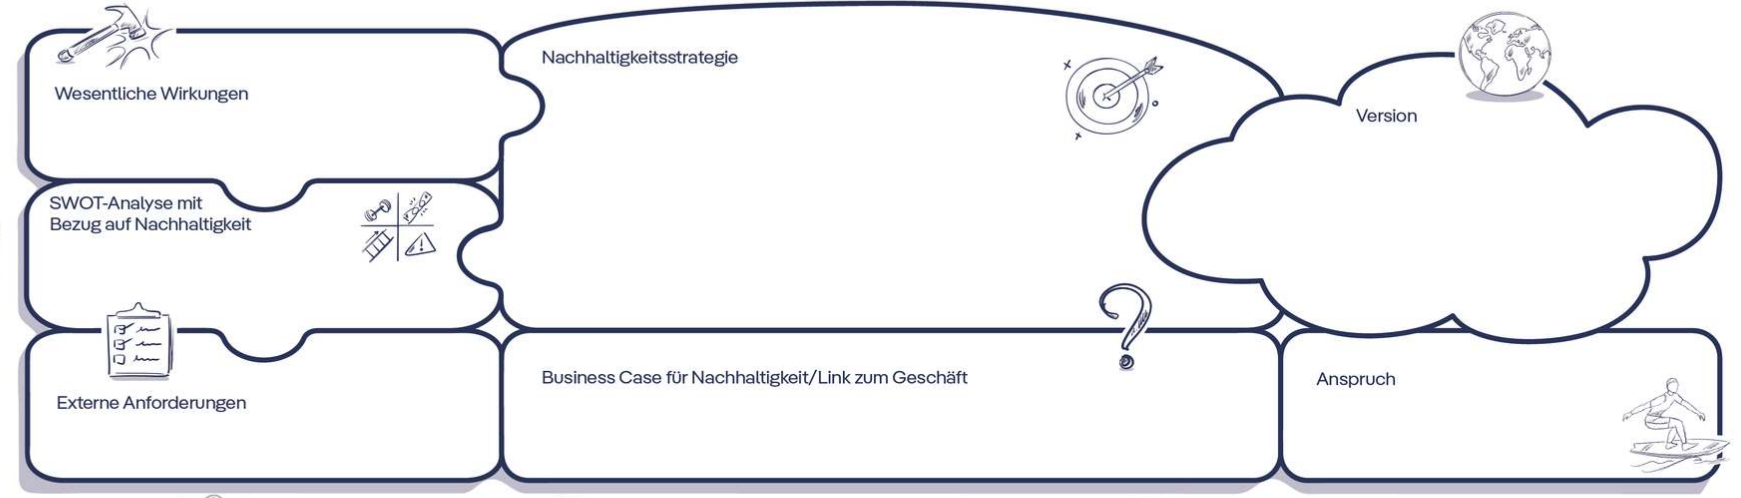 Nachhaltigkeitsstrategie
Wesentliche Wirkungen
Version
SWOT-Analyse mit
Bezug auf Nachhaltigkeit
Externe Anforderungen
Business Case für Nachhaltigkeit/Link zum Geschäft
Anspruch